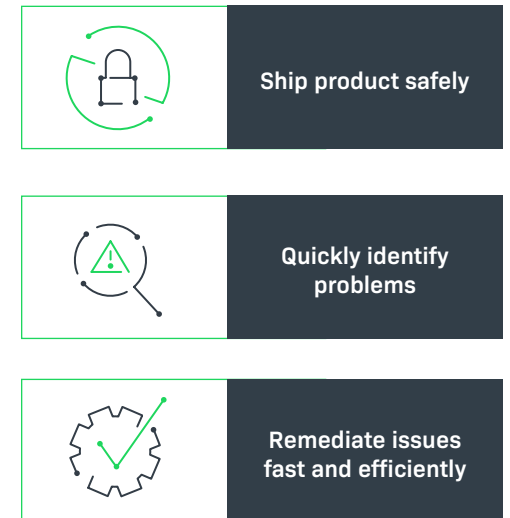 Ship product safely
Quickly identify
problems
Remediate issues
fast and efficiently